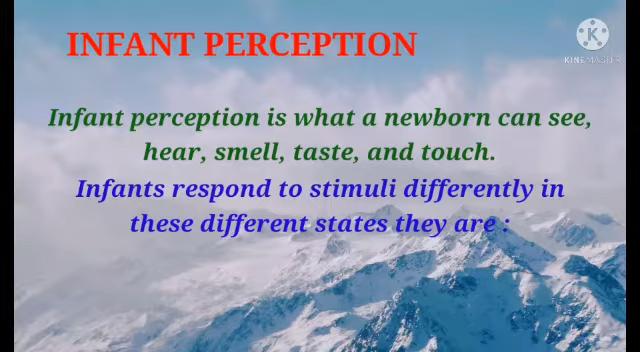 INFANT PERCEPTION
K
KINEMASTER
Infant perception is what a newborn can see,
hear, smell, taste, and touch.
Infants respond to stimuli differently in
these different states they are :